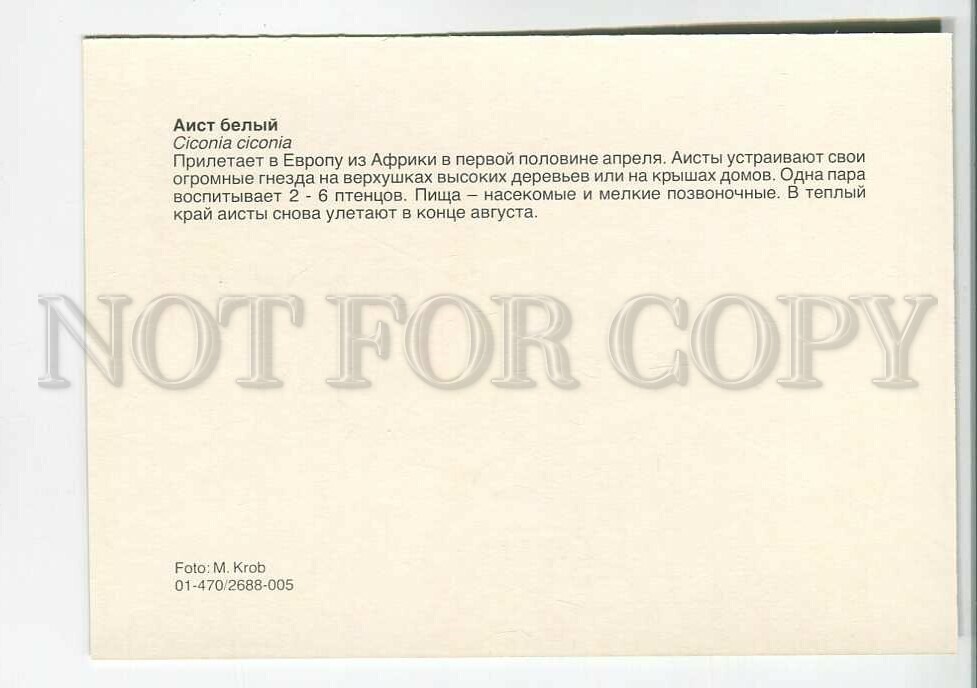 Аист белый
Ciconia ciconia
Прилетает в Европу из Африки в первой половине апреля. Аисты устраивают свои
огромные гнезда на верхушках высоких деревьев или на крышах домов. Одна пара
воспитывает 2 - 6 птенцов. Пища – насекомые и мелкие позвоночные. В теплый
край аисты снова улетают в конце августа.
NOT FOR COPY
Foto: M. Krob
01-470/2688-005